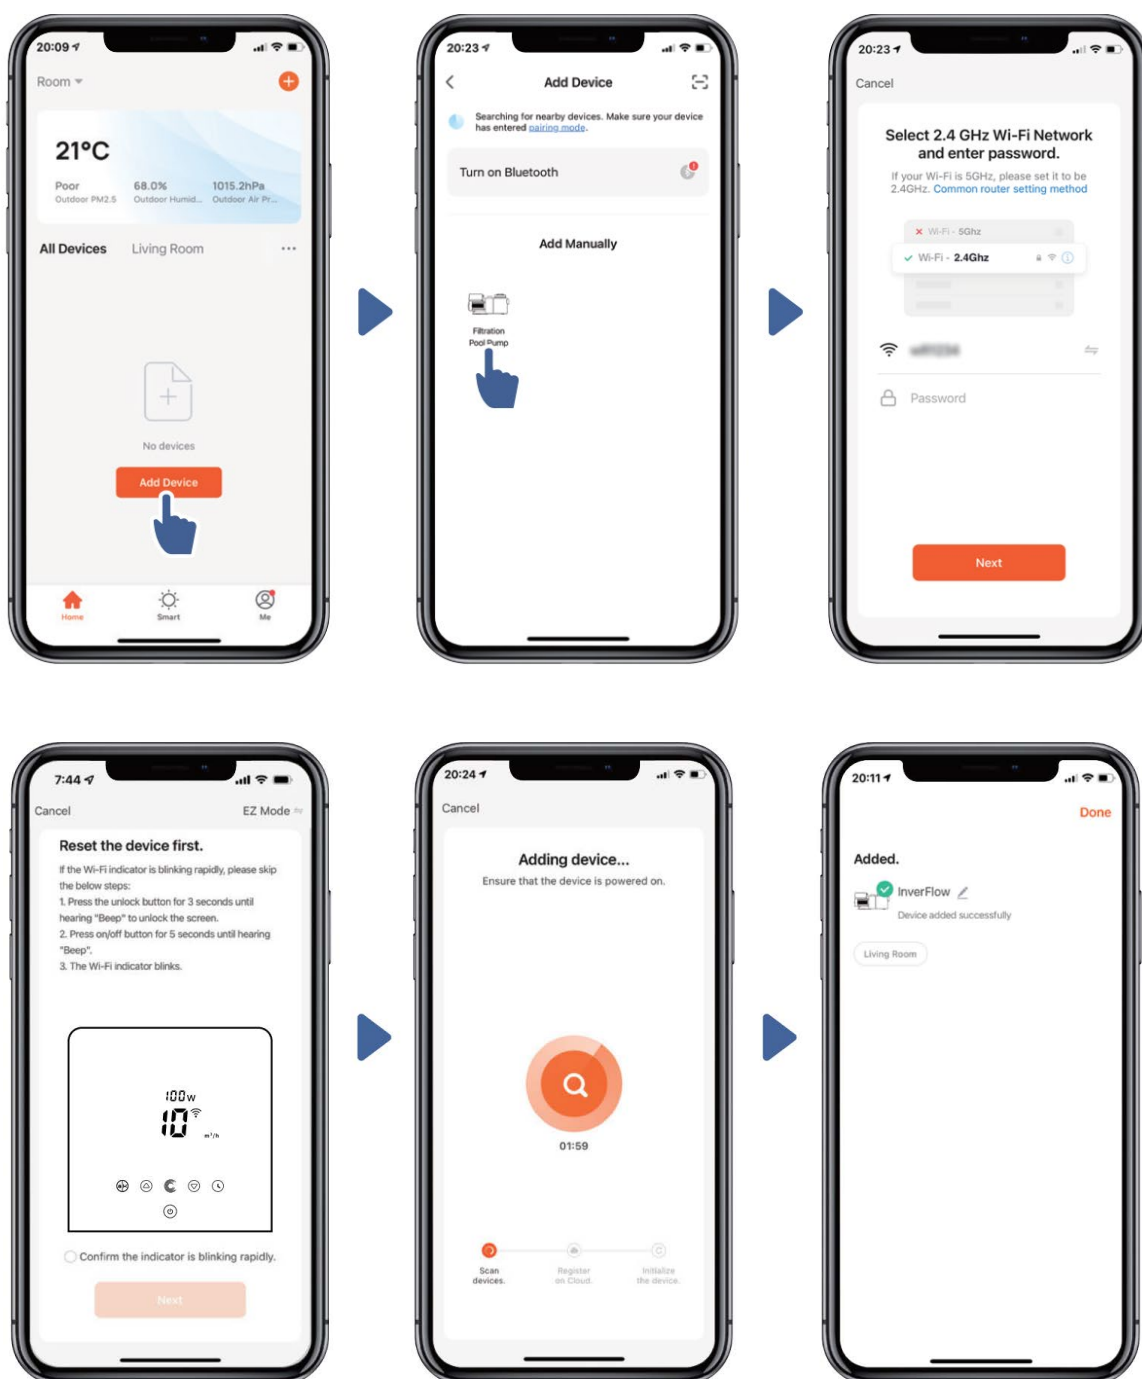 20:09
Room
21°C
Poor
68.0%
1015.2hPa
Outdoor PM2.5
Outdoor Humid...
Outdoor Air Pr...
All Devices
Living Room
No devices
Add Device
Home
Smart
Me
20:23
Add Device
Searching for nearby devices. Make sure your device
has entered pairing mode.
Turn on Bluetooth
Add Manually
Filtration
Pool Pump
20:23
Cancel
Select 2.4 GHz Wi-Fi Network
and enter password.
If your Wi-Fi is 5GHz, please set it to be
2.4GHz. Common router setting method
Wi-Fi - 5Ghz
Wi-Fi - 2.4Ghz
Password
Next
7:44
Cancel
EZ Mode
Reset the device first.
If the Wi-Fi indicator is blinking rapidly, please skip
the below steps:
1. Press the unlock button for 3 seconds until
hearing "Beep" to unlock the screen.
2. Press on/off button for 5 seconds until hearing
"Beep".
3. The Wi-Fi indicator blinks.
100w
10
m³/h
Confirm the indicator is blinking rapidly.
Next
20:24
Cancel
Adding device...
Ensure that the device is powered on.
01:59
Scan
devices.
Register
on Cloud.
Initialize
the device.
20:11
Done
Added.
InverFlow
Device added successfully
Living Room